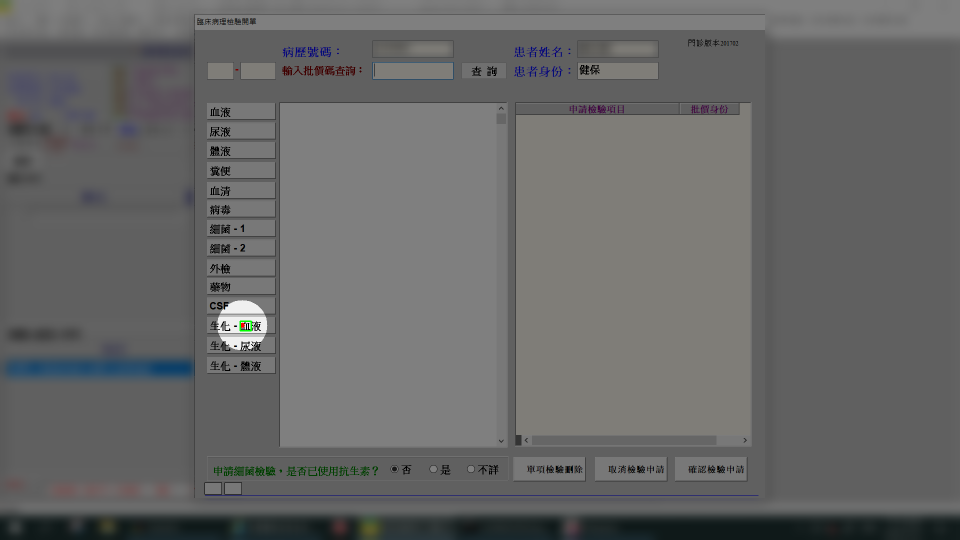 臨床病理檢驗開單
病歷號碼：
患者姓名：
門診版本201702
-
輸入批價碼查詢：
查 詢
患者身份：
健保
血液
尿液
體液
糞便
血清
病毒
細菌 - 1
細菌 - 2
外檢
藥物
CSF
生化 - 血液
生化 - 尿液
生化 - 體液
申請檢驗項目
批價身份
申請細菌檢驗，是否已使用抗生素？
否
是
不詳
單項檢驗刪除
取消檢驗申請
確認檢驗申請